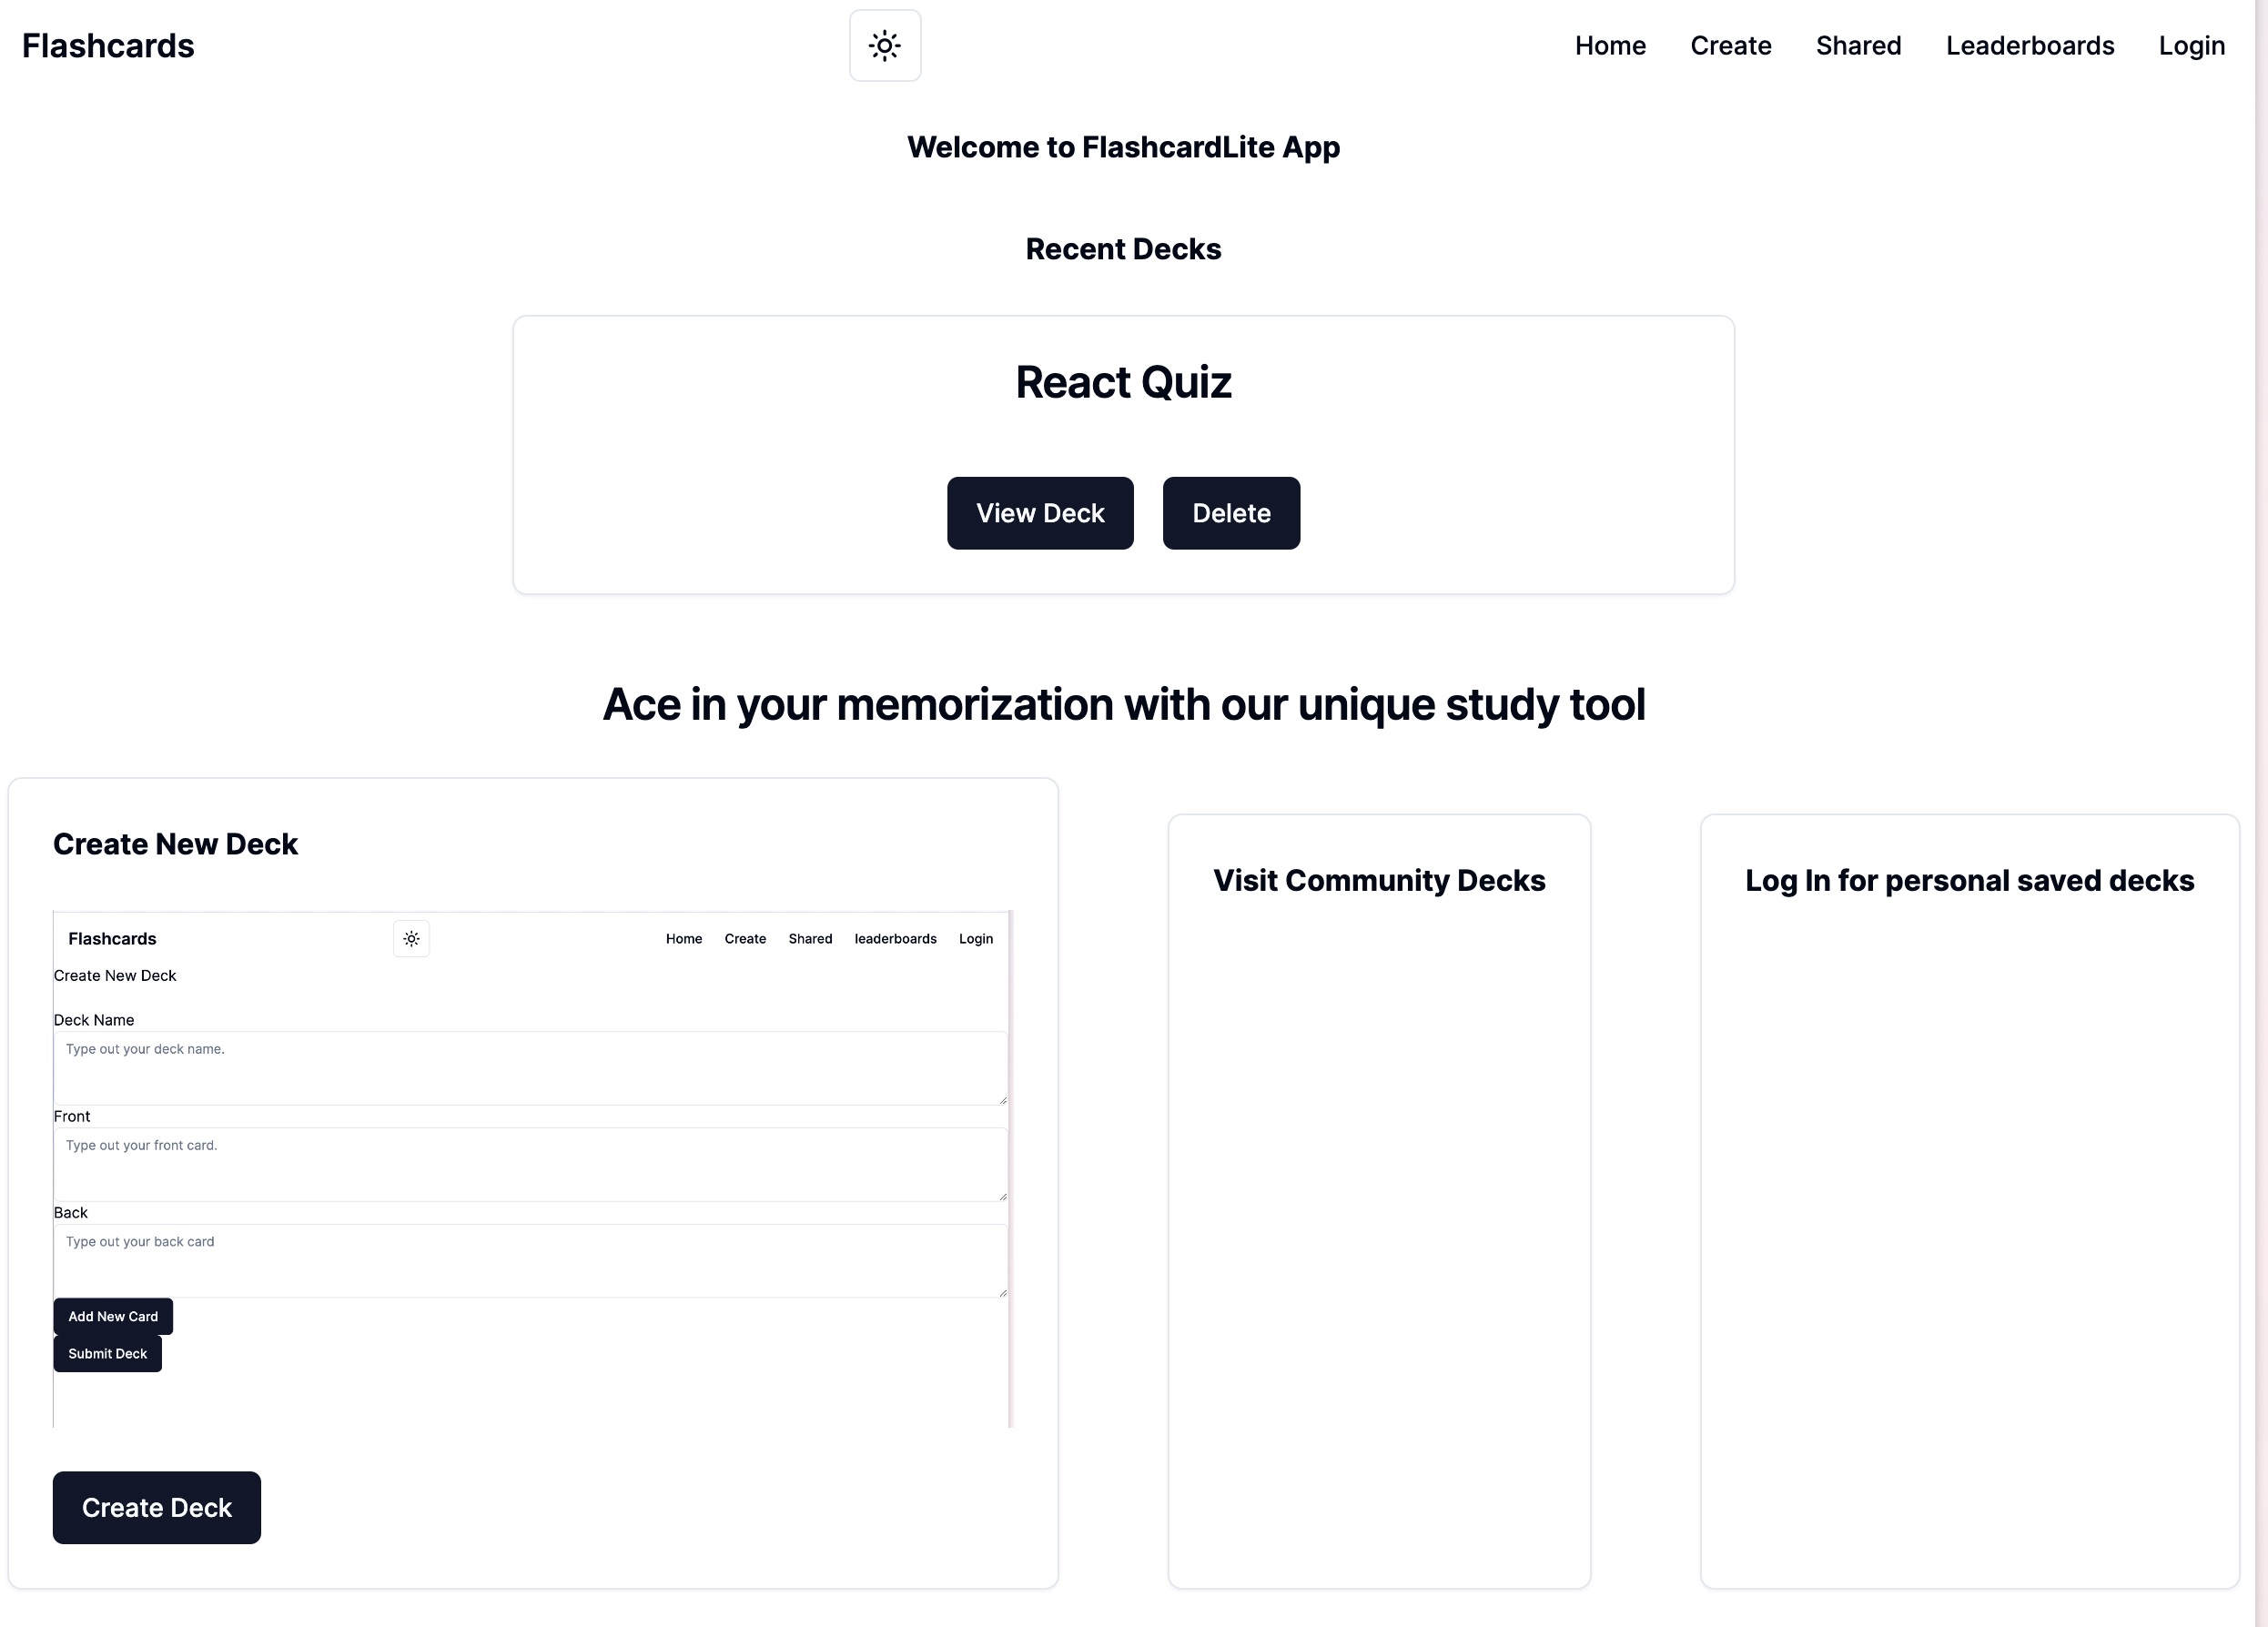 Flashcards
Home Create Shared Leaderboards Login
Welcome to FlashcardLite App
Recent Decks
React Quiz
View Deck Delete
Ace in your memorization with our unique study tool
Create New Deck
Flashcards
Home Create Shared leaderboards Login
Create New Deck
Deck Name
Type out your deck name.
Front
Type out your front card.
Back
Type out your back card
Add New Card
Submit Deck
Create Deck
Visit Community Decks
Log In for personal saved decks